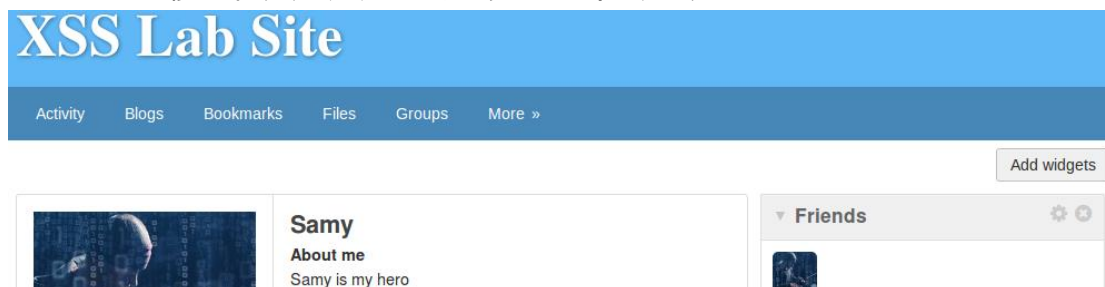 XSS Lab Site
Activity Blogs Bookmarks Files Groups More »
Add widgets
Samy
About me
Samy is my hero
Friends